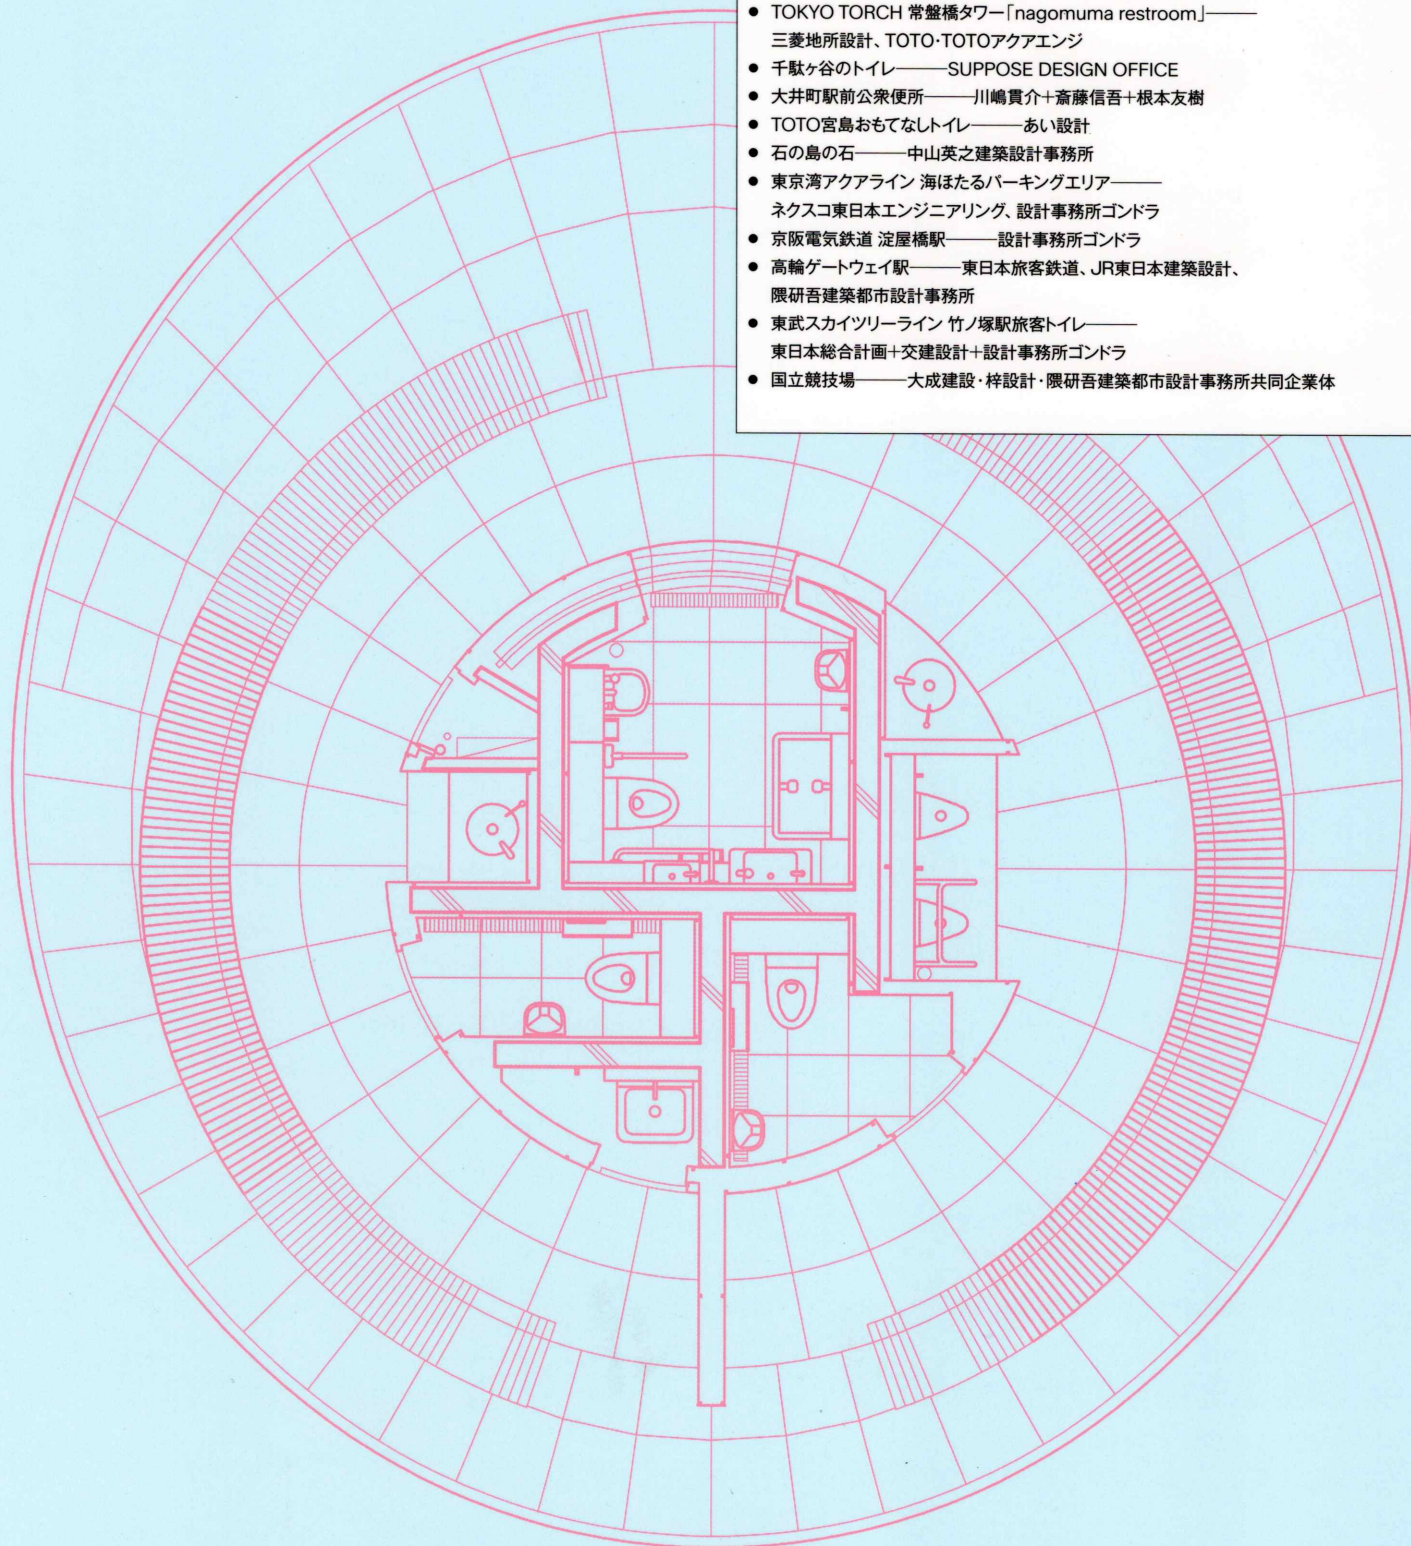 ● TOKYO TORCH 常盤橋タワー「nagomuma restroom」———
三菱地所設計、TOTO・TOTOアクアエンジ
● 千駄ヶ谷のトイレ———SUPPOSE DESIGN OFFICE
● 大井町駅前公衆便所———川嶋貫介+斎藤信吾+根本友樹
● TOTO宮島おもてなしトイレ———あい設計
● 石の島の石———中山英之建築設計事務所
● 東京湾アクアライン 海ほたるパーキングエリア———
ネクスコ東日本エンジニアリング、設計事務所ゴンドラ
● 京阪電気鉄道 淀屋橋駅———設計事務所ゴンドラ
● 高輪ゲートウェイ駅———東日本旅客鉄道、JR東日本建築設計、
隈研吾建築都市設計事務所
● 東武スカイツリーライン 竹ノ塚駅旅客トイレ———
東日本総合計画+交建設計+設計事務所ゴンドラ
● 国立競技場———大成建設・梓設計・隈研吾建築都市設計事務所共同企業体